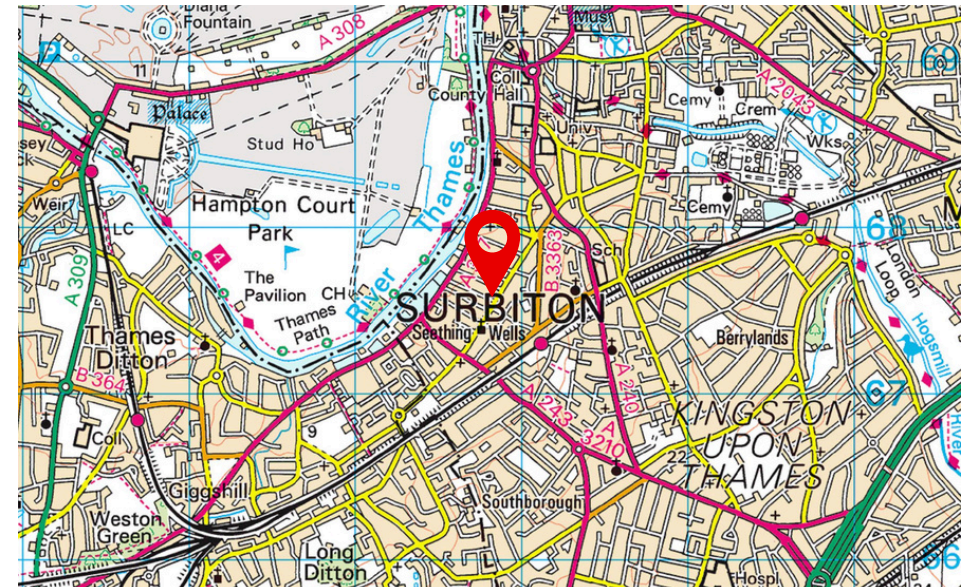 Diana
Fountain
A 308
TH
Mus
69
P
11
Coll
County Hall
Cemy
Crem
A 2043
Palace
Stud Ho
Univ
Wks
Weir
Hampton Court
Park
Thames
Cemy
68
LC
4
Sch
B 3363
London
Loop
A 309
The
Pavilion
CH
River
SURBITON
Thames
Path
Seething Wells
Hogsmill
River
Thames
Ditton
Berrylands
B 364
67
A 243
A 240
KINGSTON
UPON
THAMES
A 3210
9
22
Coll
Giggshill
Southborough
Weston
Green
Long
Ditton
Hospl